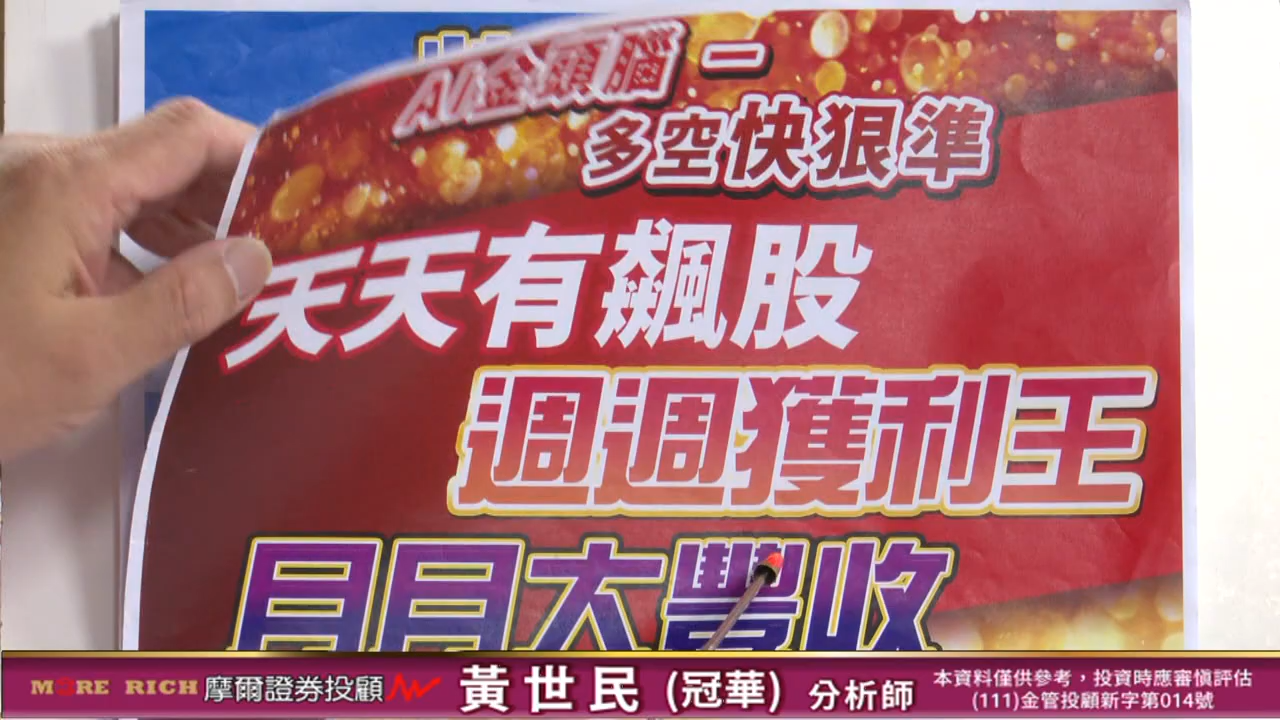 AI金頭腦 一
多空快狠準
天天有飆股
週週獲利王
月月大豐收
MORE RICH 摩爾證券投顧 黃世民 (冠華) 分析師
本資料僅供參考，投資時應審慎評估
(111)金管投顧新字第014號